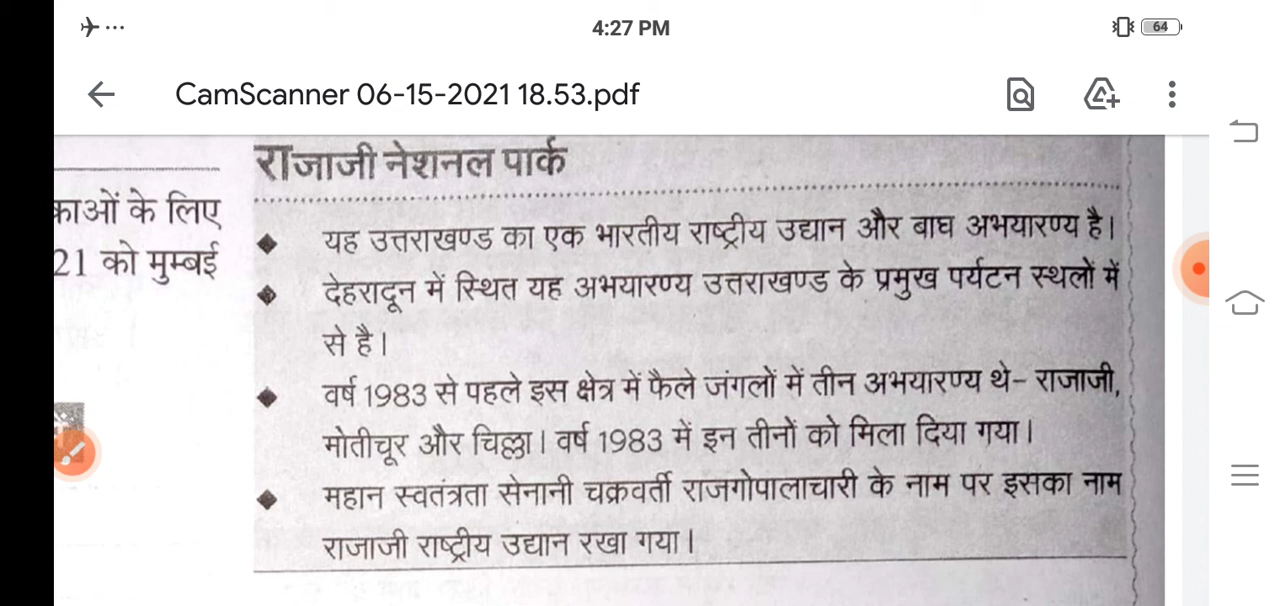 4:27 PM
64
CamScanner 06-15-2021 18.53.pdf
राजाजी नेशनल पार्क
काओं के लिए
21 को मुम्बई
यह उत्तराखण्ड का एक भारतीय राष्ट्रीय उद्यान और बाघ अभयारण्य है।
देहरादून में स्थित यह अभयारण्य उत्तराखण्ड के प्रमुख पर्यटन स्थलों में
से है।
वर्ष 1983 से पहले इस क्षेत्र में फैले जंगलों में तीन अभयारण्य थे– राजाजी,
मोतीचूर और चिल्ला। वर्ष 1983 में इन तीनों को मिला दिया गया।
महान स्वतंत्रता सेनानी चक्रवर्ती राजगोपालाचारी के नाम पर इसका नाम
राजाजी राष्ट्रीय उद्यान रखा गया।